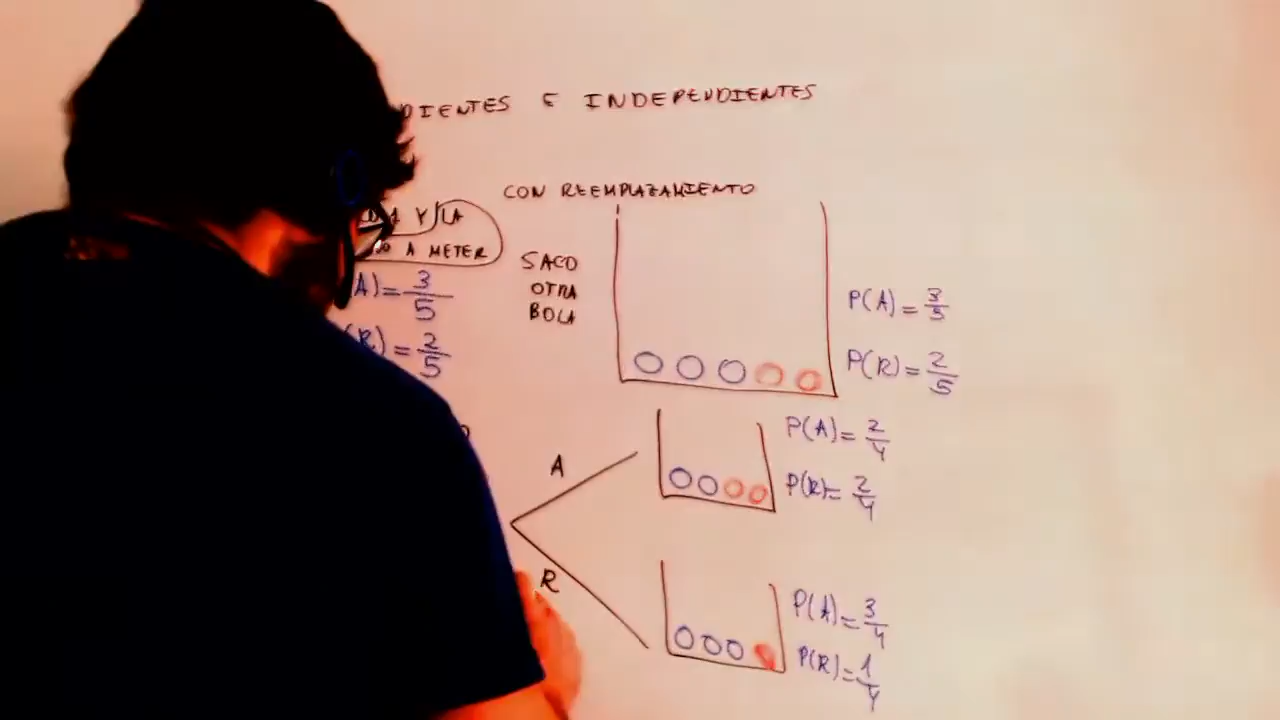 DIENTES E INDEPENDIENTES
CON REEMPLAZAMIENTO
Y LA
A METER
A) = 3/5
R) = 2/5
SACO
OTRA
BOLA
P(A) = 3/5
P(R) = 2/5
A
P(A) = 2/4
P(R) = 2/4
R
P(A) = 3/4
P(R) = 1/4